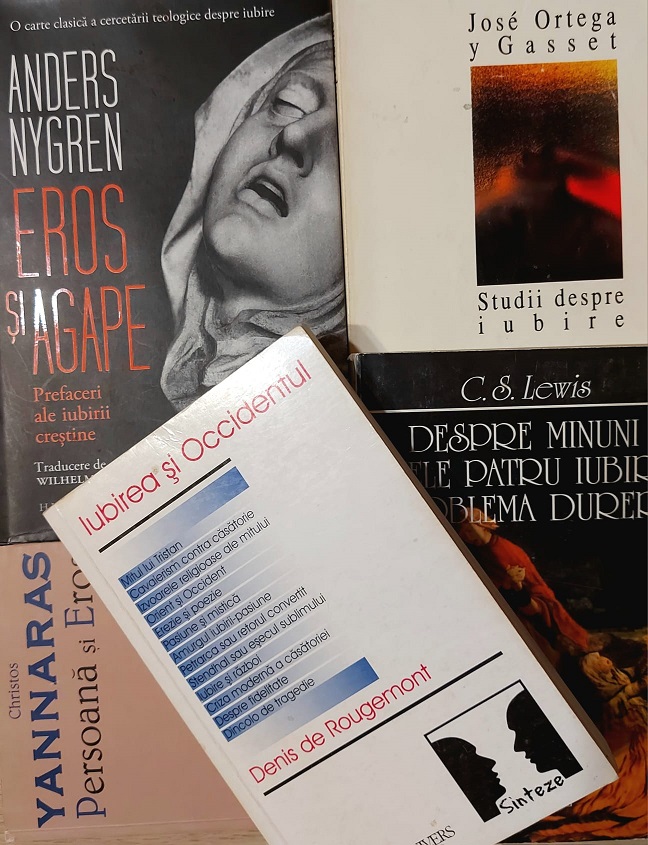 O carte clasică a cercetării teologice despre iubire
ANDERS
NYGREN
EROS
ȘI AGAPE
Prefaceri
ale iubirii
creștine
Traducere de
José Ortega
y Gasset
Studii despre
iubire
C. S. Lewis
DESPRE MINUNI
PATRU
Christos
YANNARAS
Persoană și
Iubirea și Occidentul
Mitul lui Tristan
Cavalerism contra căsătorie
Izvoarele religioase ale mitului
Orient și Occident
Erezie și poezie
Pasiune și mistică
Amurgul iubirii-pasiune
Petrarca sau retorul convertit
Stendhal sau eșecul sublimului
Iubire și război
Criza modernă a căsătoriei
Despre fidelitate
Dincolo de tragedie
Denis de Rougemont
Sinteze